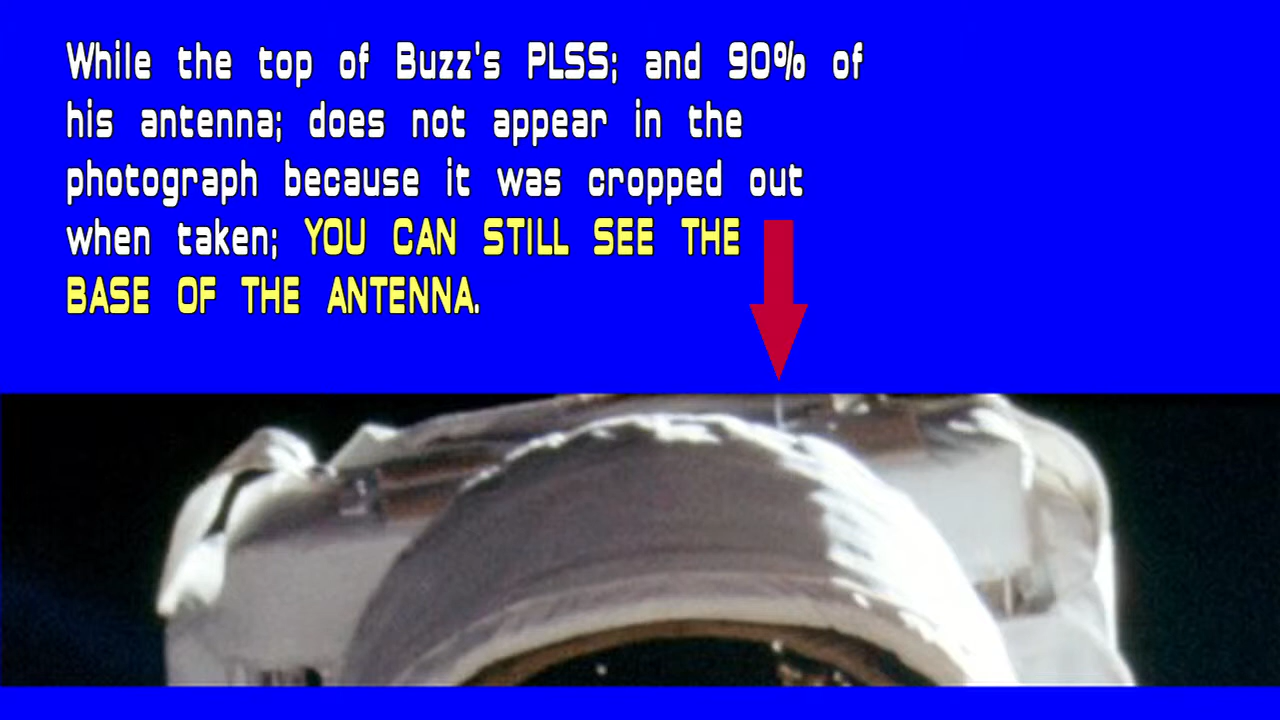 While the top of Buzz's PLSS; and 90% of
his antenna; does not appear in the
photograph because it was cropped out
when taken; YOU CAN STILL SEE THE
BASE OF THE ANTENNA.